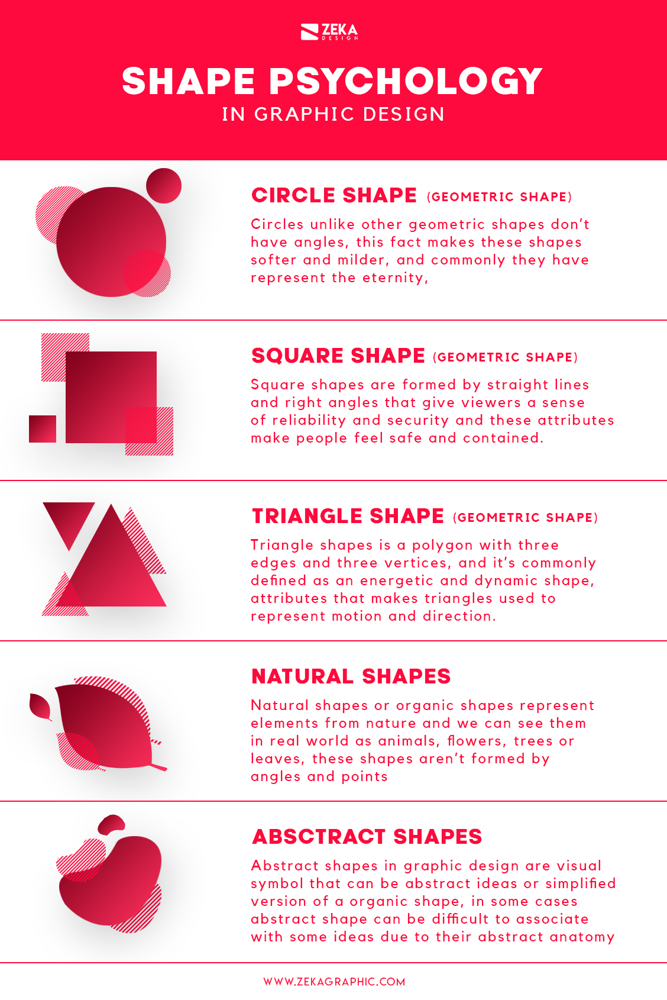 ZEKA
DESIGN
SHAPE PSYCHOLOGY
IN GRAPHIC DESIGN
CIRCLE SHAPE (GEOMETRIC SHAPE)
Circles unlike other geometric shapes don't
have angles, this fact makes these shapes
softer and milder, and commonly they have
represent the eternity,
SQUARE SHAPE (GEOMETRIC SHAPE)
Square shapes are formed by straight lines
and right angles that give viewers a sense
of reliability and security and these attributes
make people feel safe and contained.
TRIANGLE SHAPE (GEOMETRIC SHAPE)
Triangle shapes is a polygon with three
edges and three vertices, and it's commonly
defined as an energetic and dynamic shape,
attributes that makes triangles used to
represent motion and direction.
NATURAL SHAPES
Natural shapes or organic shapes represent
elements from nature and we can see them
in real world as animals, flowers, trees or
leaves, these shapes aren't formed by
angles and points
ABSCTRACT SHAPES
Abstract shapes in graphic design are visual
symbol that can be abstract ideas or simplified
version of a organic shape, in some cases
abstract shape can be difficult to associate
with some ideas due to their abstract anatomy
WWW.ZEKAGRAPHIC.COM